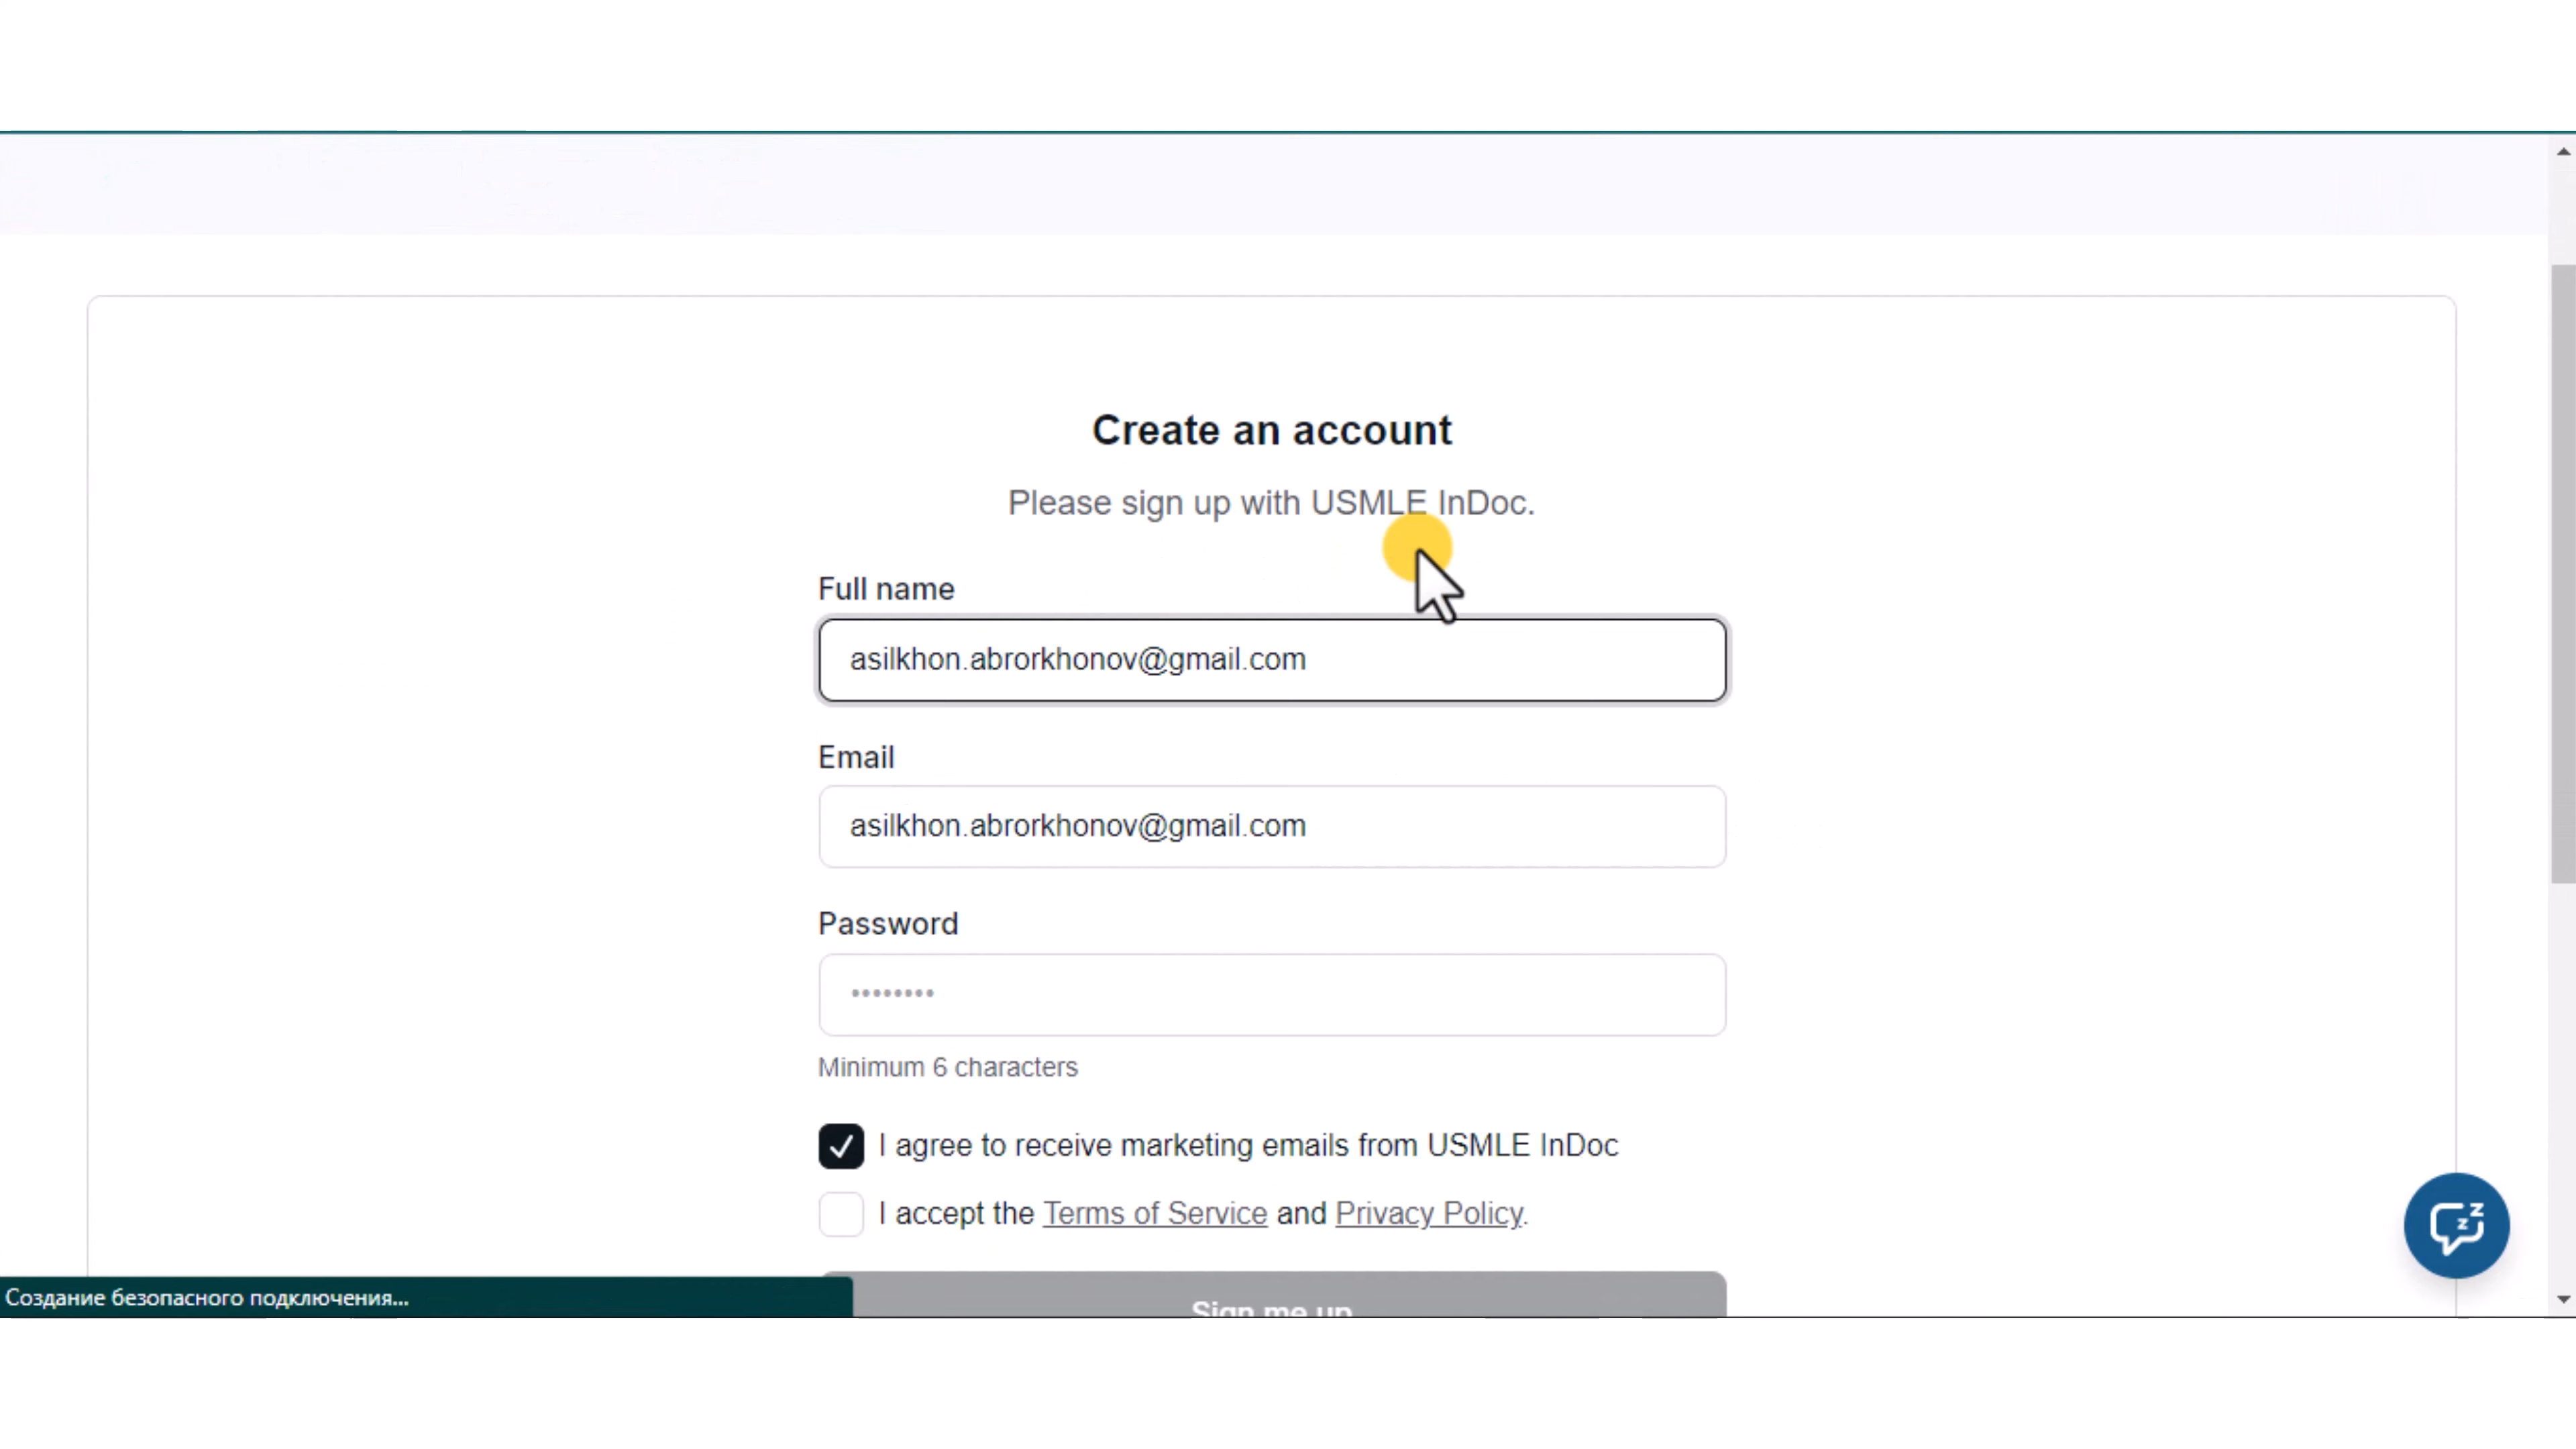 Create an account
Please sign up with USMLE InDoc.
Full name
asilkhon.abrorkhonov@gmail.com
Email
asilkhon.abrorkhonov@gmail.com
Password
••••••••
Minimum 6 characters
I agree to receive marketing emails from USMLE InDoc
I accept the Terms of Service and Privacy Policy.
Sign me up
Создание безопасного подключения...